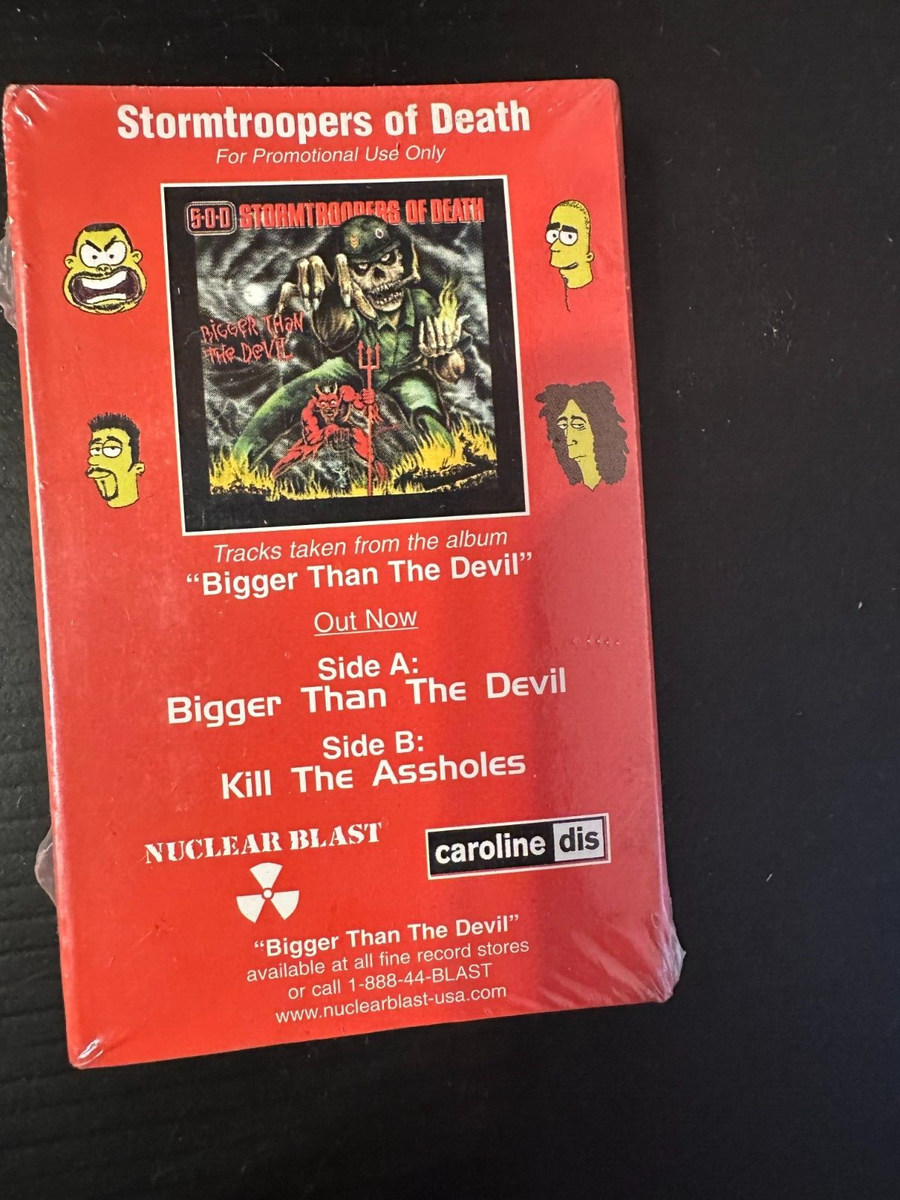 Stormtroopers of Death
For Promotional Use Only
S·O·D STORMTROOPERS OF DEATH
BIGGER THAN
THE DEVIL
Tracks taken from the album
“Bigger Than The Devil”
Out Now
Side A:
Bigger Than The Devil
Side B:
Kill The Assholes
NUCLEAR BLAST
caroline dis
“Bigger Than The Devil”
available at all fine record stores
or call 1-888-44-BLAST
www.nuclearblast-usa.com